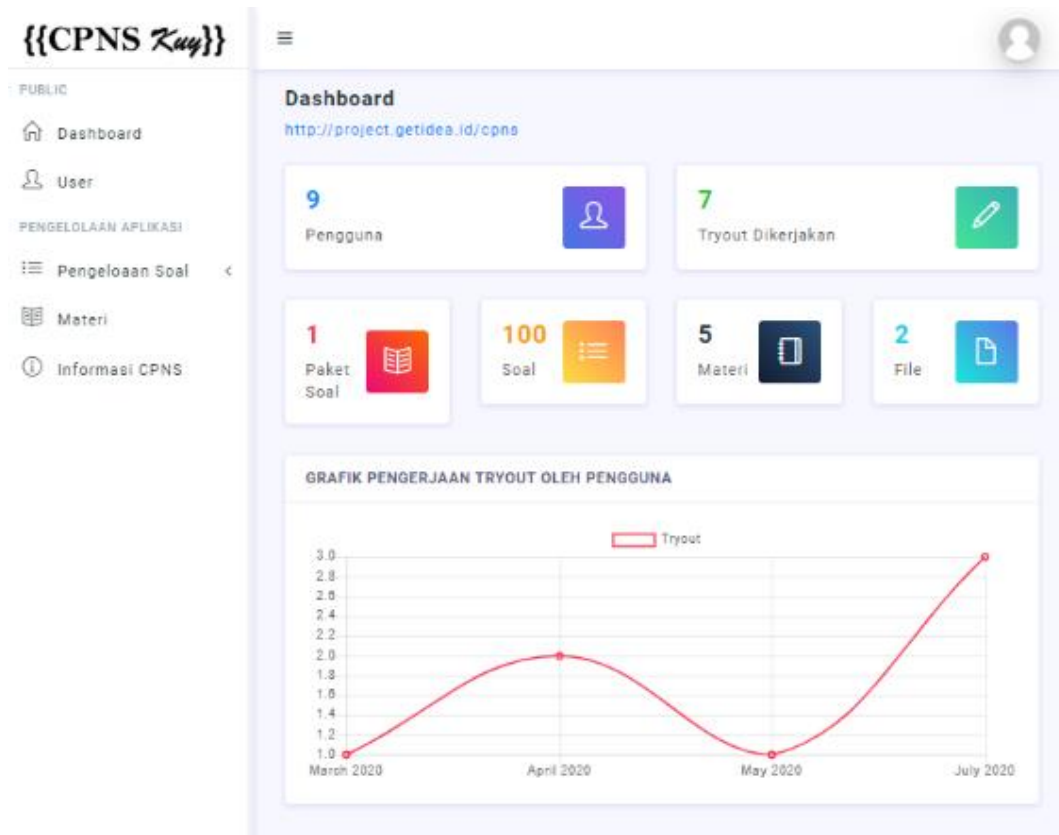 {{CPNS Kuy}}
PUBLIC
Dashboard
User
PENGELOLAAN APLIKASI
Pengeloaan Soal
Materi
Informasi CPNS
Dashboard
http://project.getidea.id/cpns
9
Pengguna
7
Tryout Dikerjakan
1
Paket
Soal
100
Soal
5
Materi
2
File
GRAFIK PENGERJAAN TRYOUT OLEH PENGGUNA
Tryout
3.0
2.8
2.6
2.4
2.2
2.0
1.8
1.6
1.4
1.2
1.0
March 2020 April 2020 May 2020 July 2020